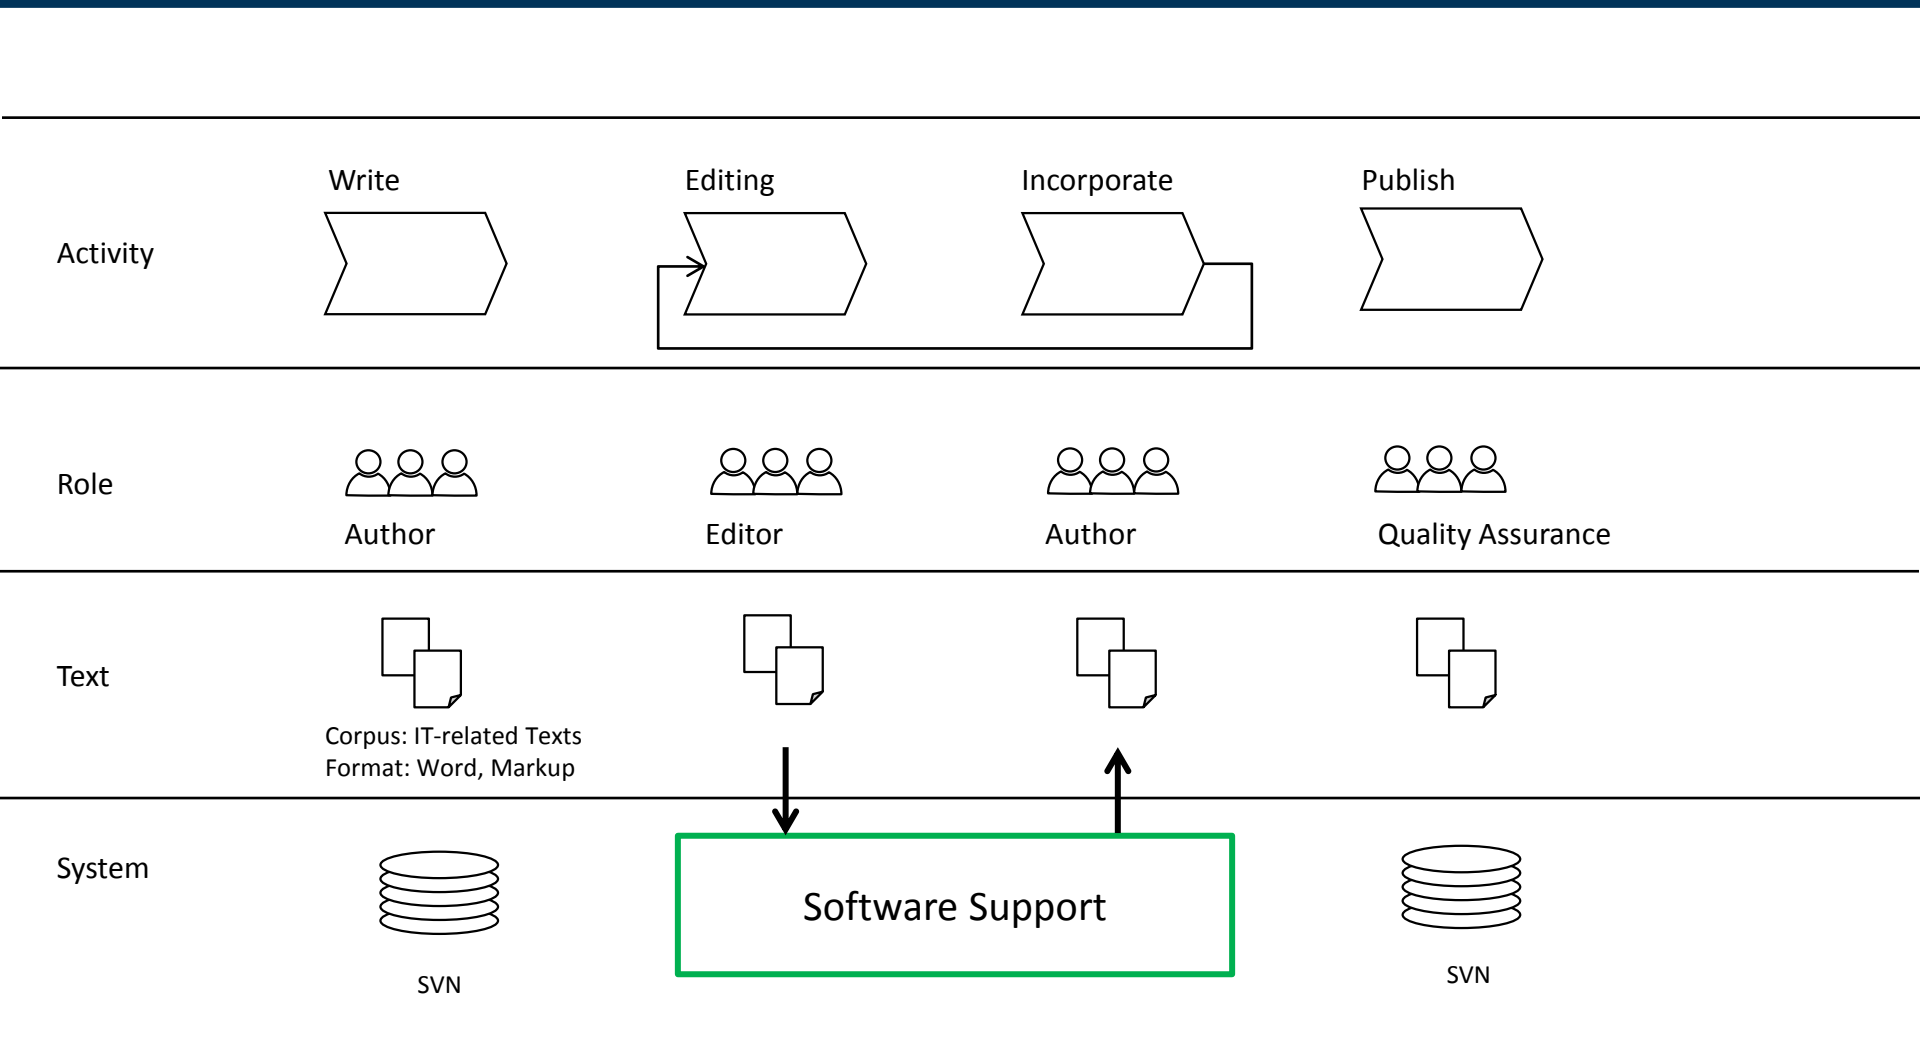 Write
Editing
Incorporate
Publish
Activity
Role
Author
Editor
Author
Quality Assurance
Text
Corpus: IT-related Texts
Format: Word, Markup
System
Software Support
SVN
SVN